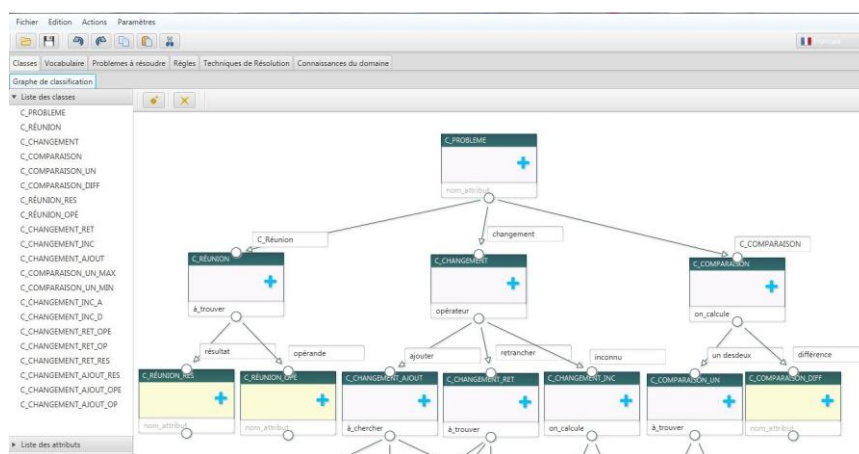 Fichier Edition Actions Paramètres
Classes Vocabulaire Problemes à résoudre Règles Techniques de Résolution Connaissances du domaine
Graphe de classification
Liste des classes
C_PROBLEME
C_RÉUNION
C_CHANGEMENT
C_COMPARAISON
C_COMPARAISON_UN
C_COMPARAISON_DIFF
C_RÉUNION_RES
C_RÉUNION_OPÉ
C_CHANGEMENT_RET
C_CHANGEMENT_INC
C_CHANGEMENT_AJOUT
C_COMPARAISON_UN_MAX
C_COMPARAISON_UN_MIN
C_CHANGEMENT_INC_A
C_CHANGEMENT_INC_D
C_CHANGEMENT_RET_OPE
C_CHANGEMENT_RET_OP
C_CHANGEMENT_RET_RES
C_CHANGEMENT_AJOUT_RES
C_CHANGEMENT_AJOUT_OPE
C_CHANGEMENT_AJOUT_OP
Liste des attributs
C_PROBLEME
nom_attribut
C_Réunion
changement
C_COMPARAISON
C_RÉUNION
C_CHANGEMENT
C_COMPARAISON
à_trouver
opérateur
on_calcule
résultat
opérande
ajouter
retrancher
inconnu
un desdeux
différence
C_RÉUNION_RES
C_RÉUNION_OPÉ
C_CHANGEMENT_AJOUT
C_CHANGEMENT_RET
C_CHANGEMENT_INC
C_COMPARAISON_UN
C_COMPARAISON_DIFF
nom_attribut
nom_attribut
à_chercher
à_trouver
on_calcule
à_trouver
nom_attribut